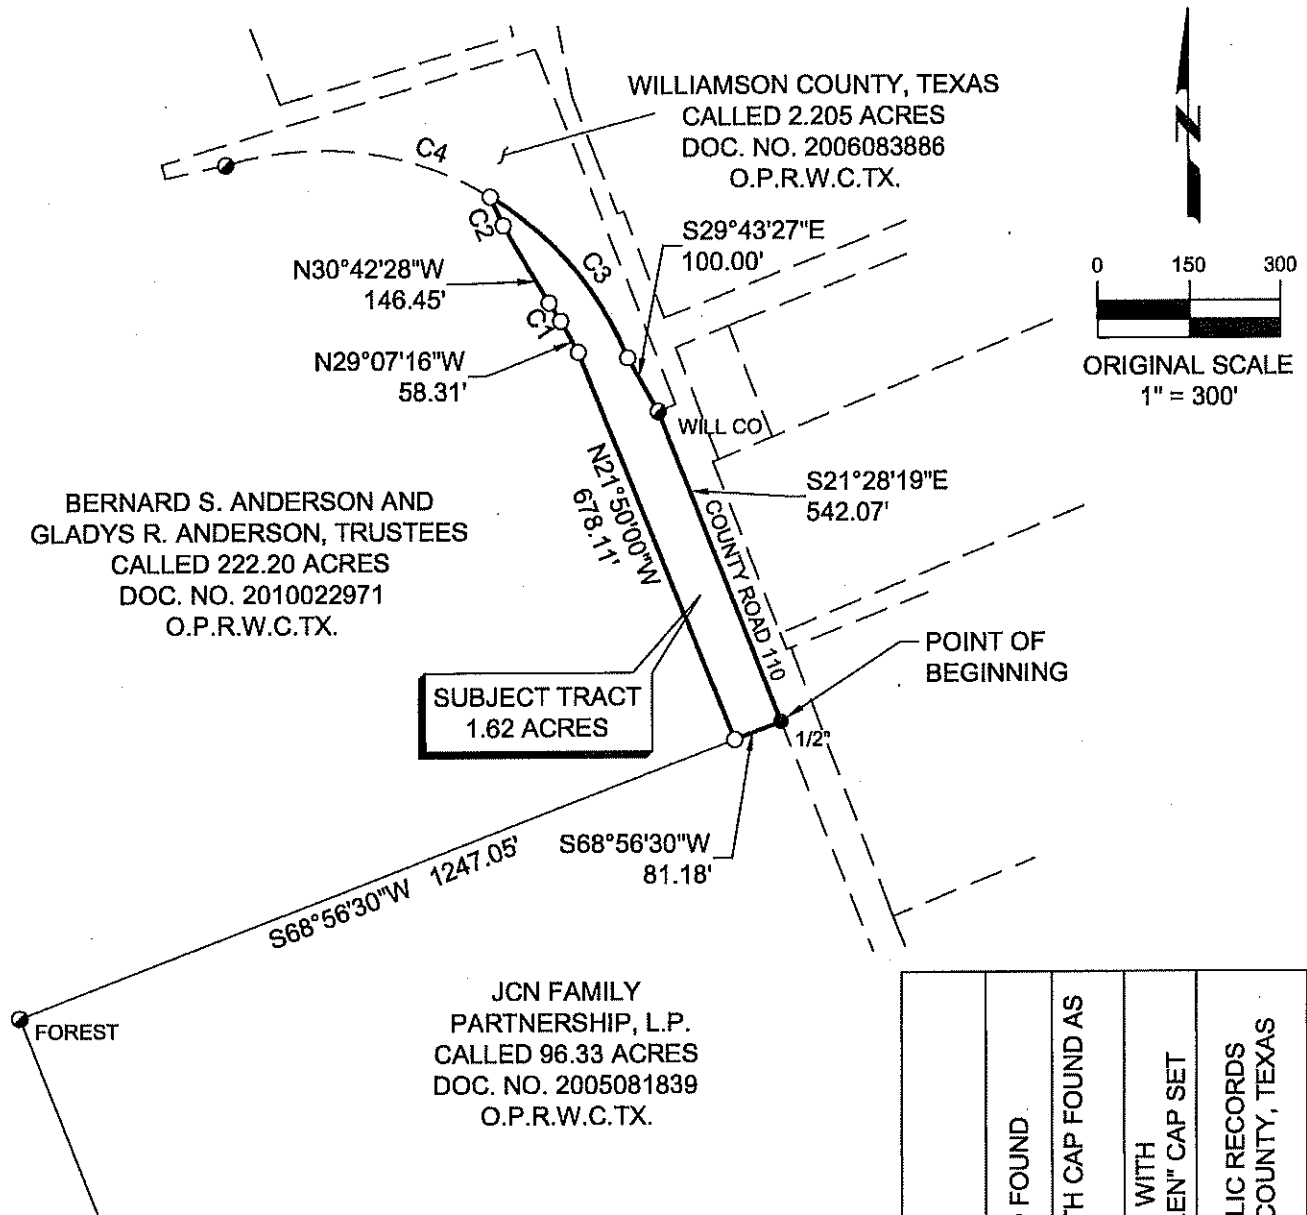 WILLIAMSON COUNTY, TEXAS
CALLED 2.205 ACRES
DOC. NO. 2006083886
O.P.R.W.C.TX.
N
C4
C2
C3
S29°43'27"E
100.00'
N30°42'28"W
146.45'
C1
N29°07'16"W
58.31'
0 150 300
ORIGINAL SCALE
1" = 300'
WILL CO
N21°50'00"W
678.11'
S21°28'19"E
542.07'
COUNTY ROAD 110
BERNARD S. ANDERSON AND
GLADYS R. ANDERSON, TRUSTEES
CALLED 222.20 ACRES
DOC. NO. 2010022971
O.P.R.W.C.TX.
POINT OF
BEGINNING
SUBJECT TRACT
1.62 ACRES
1/2"
S68°56'30"W
81.18'
S68°56'30"W 1247.05'
FOREST
JCN FAMILY
PARTNERSHIP, L.P.
CALLED 96.33 ACRES
DOC. NO. 2005081839
O.P.R.W.C.TX.
FOUND
TH CAP FOUND AS
WITH
LEN" CAP SET
LIC RECORDS
COUNTY, TEXAS